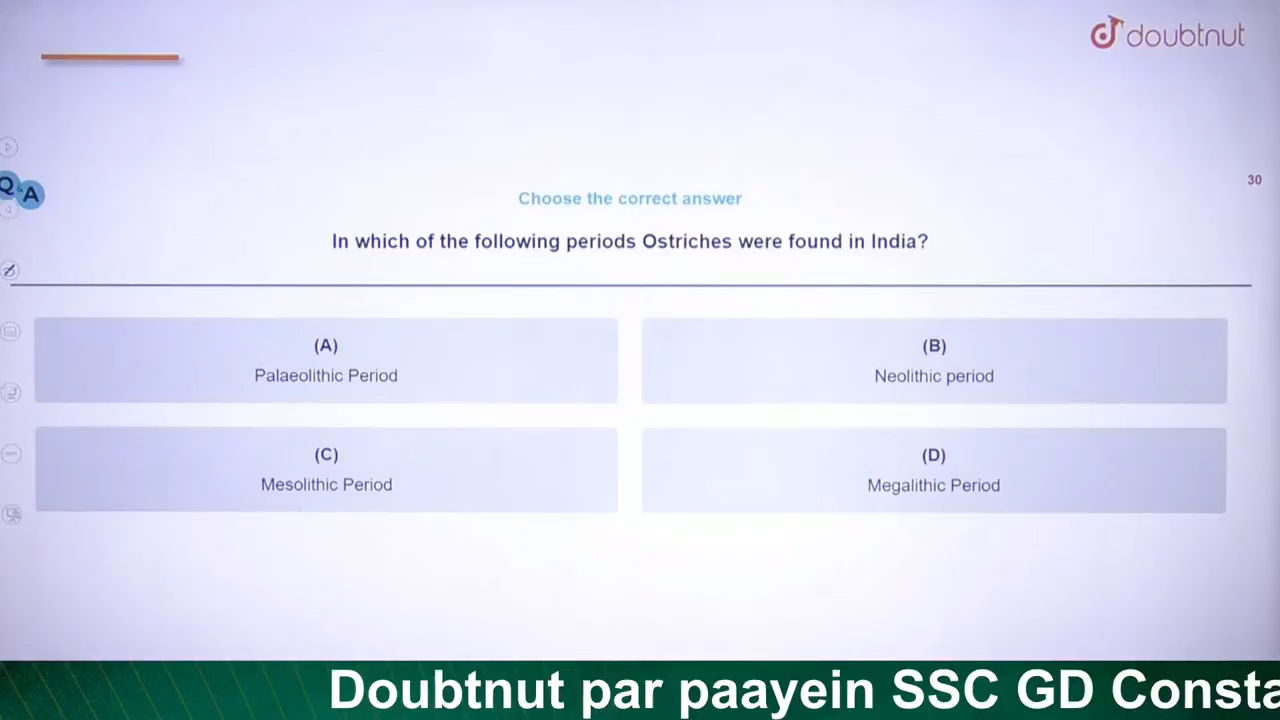 doubtnut
Q&A
30
Choose the correct answer
In which of the following periods Ostriches were found in India?
(A)
Palaeolithic Period
(B)
Neolithic period
(C)
Mesolithic Period
(D)
Megalithic Period
Doubtnut par paayein SSC GD Consta